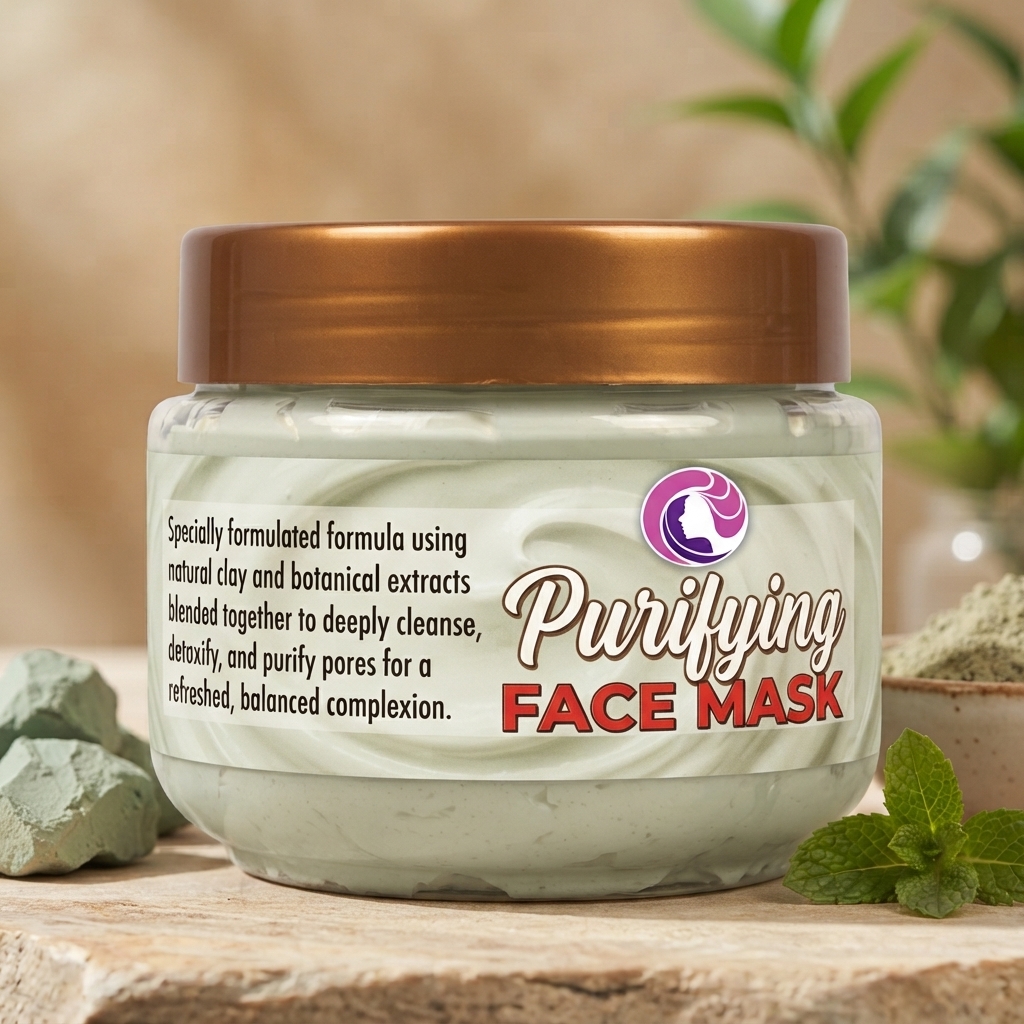 Specially formulated formula using
natural clay and botanical extracts
blended together to deeply cleanse,
detoxify, and purify pores for a
refreshed, balanced complexion.
Purifying
FACE MASK